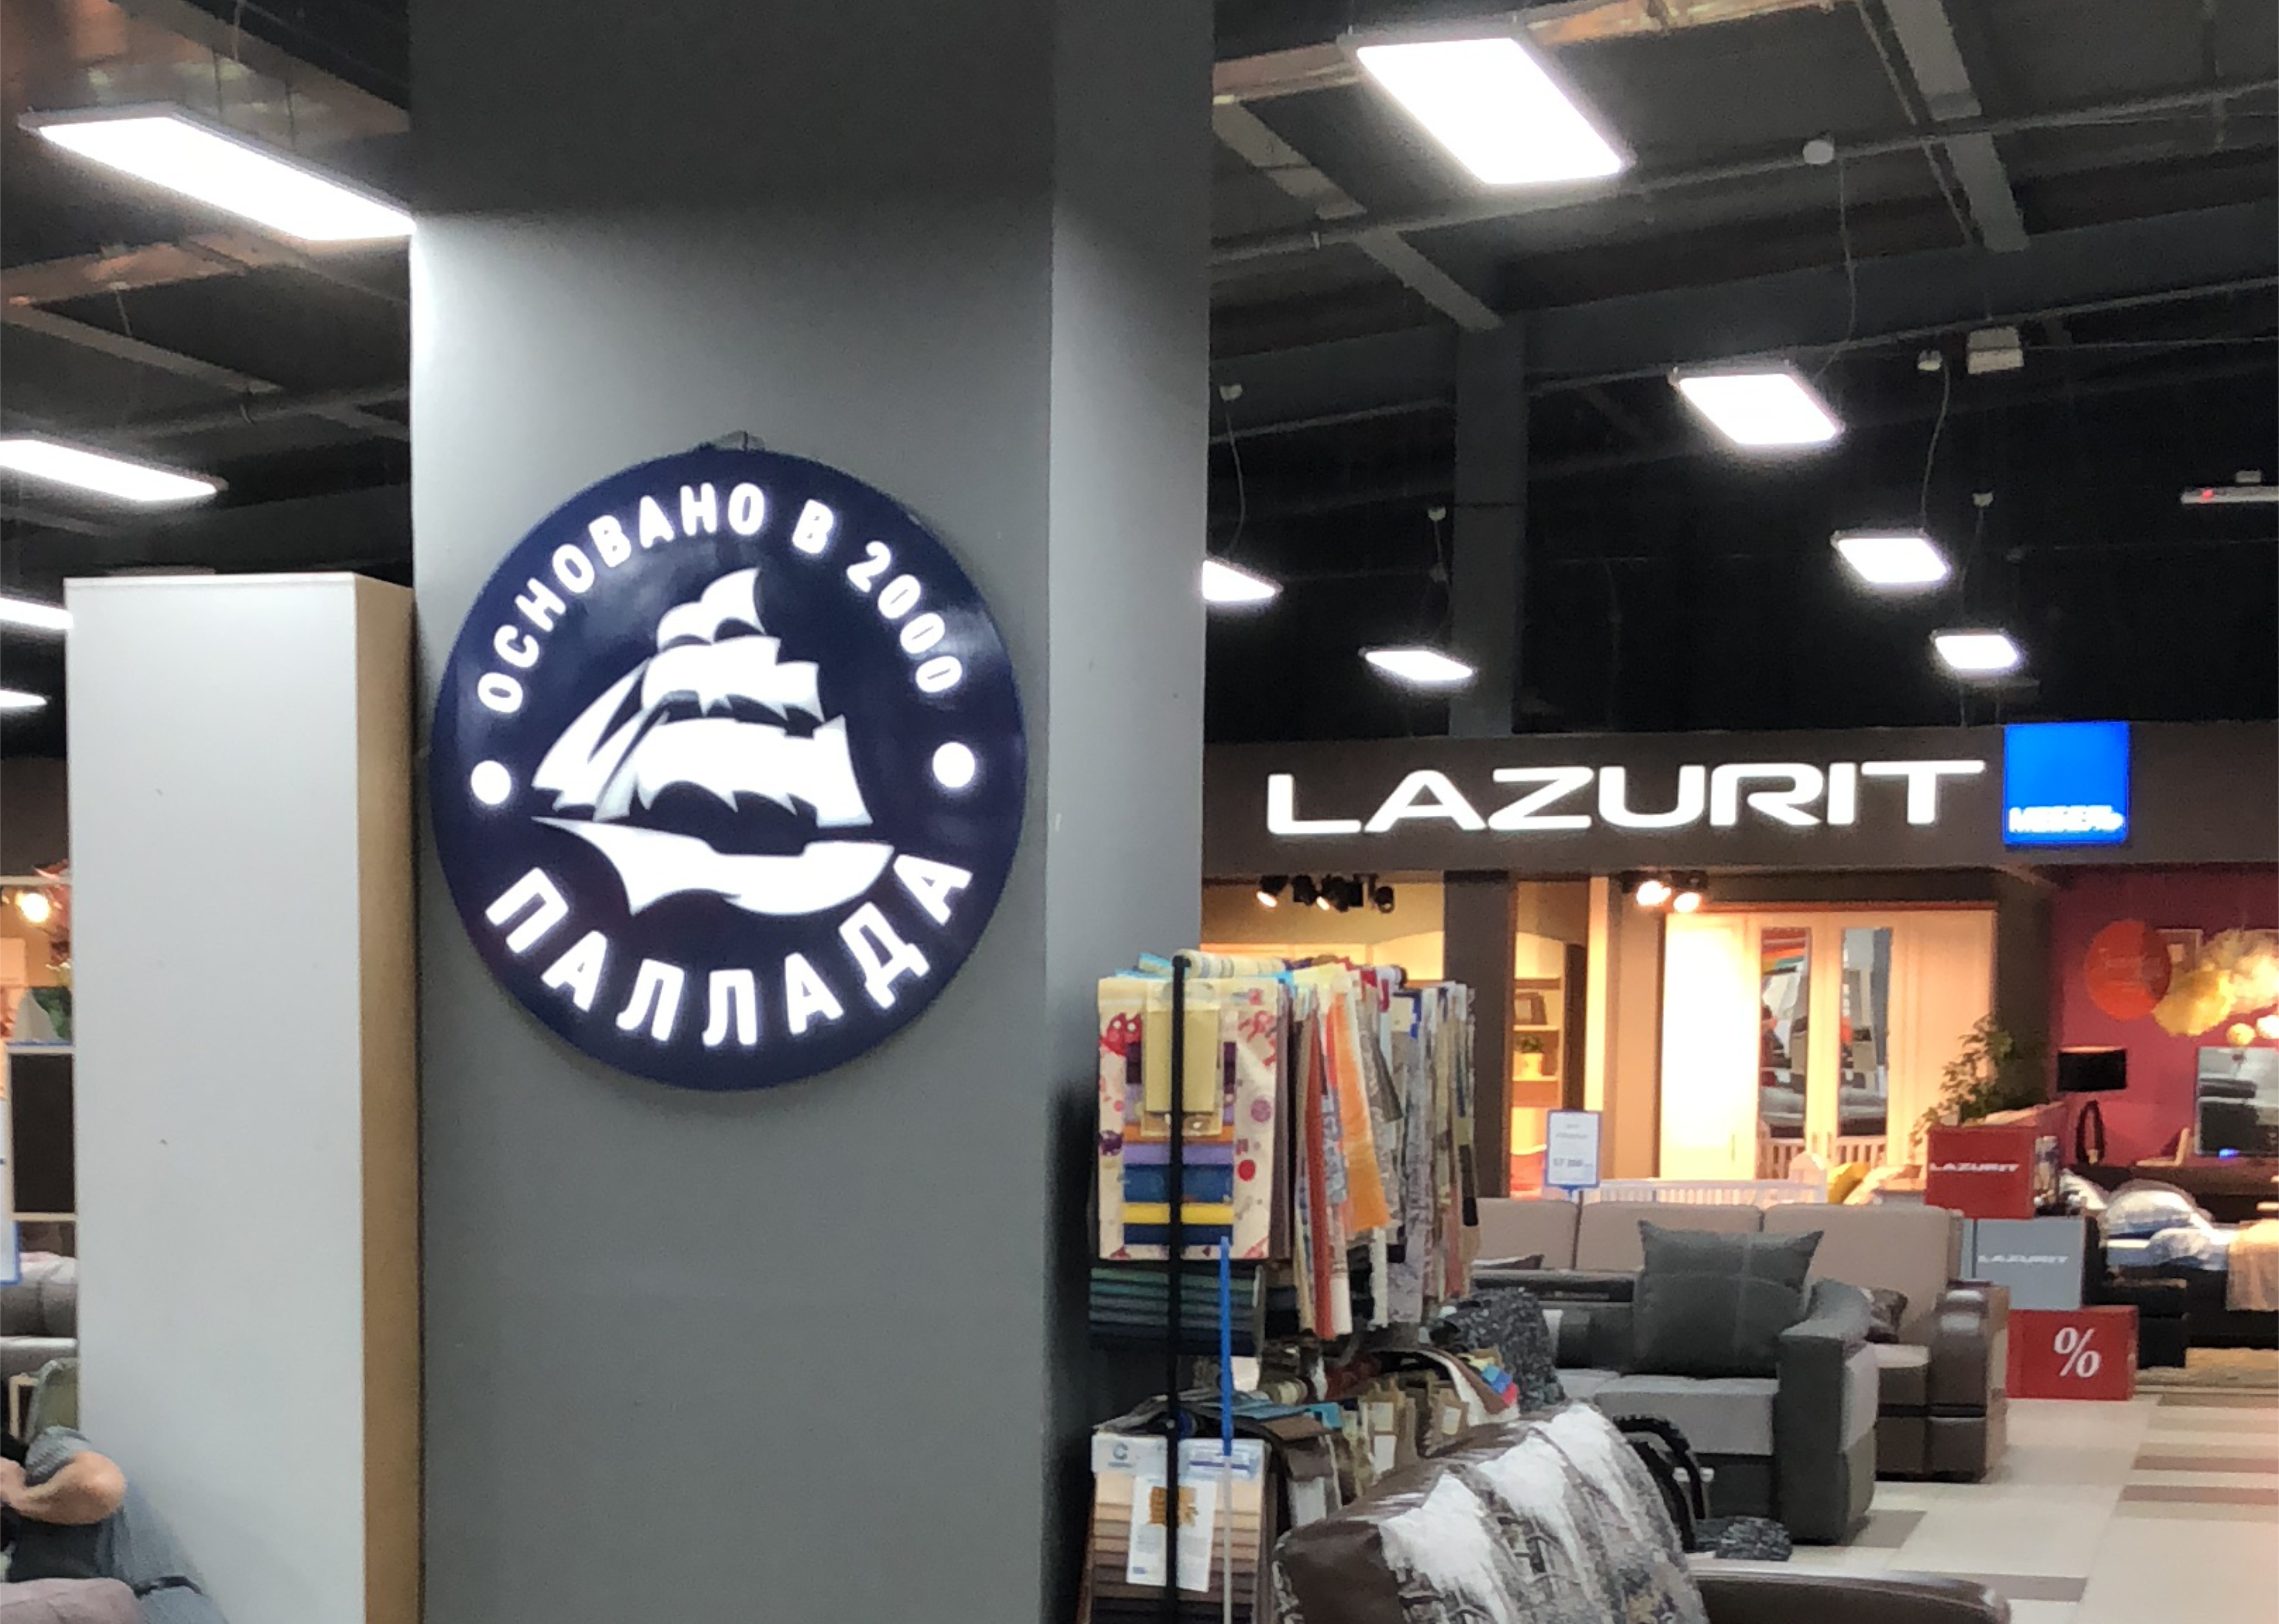 ОСНОВАНО В 2000
ПАЛЛАДА
LAZURIT
МЕБЕЛЬ
LAZURIT
LAZURIT
%